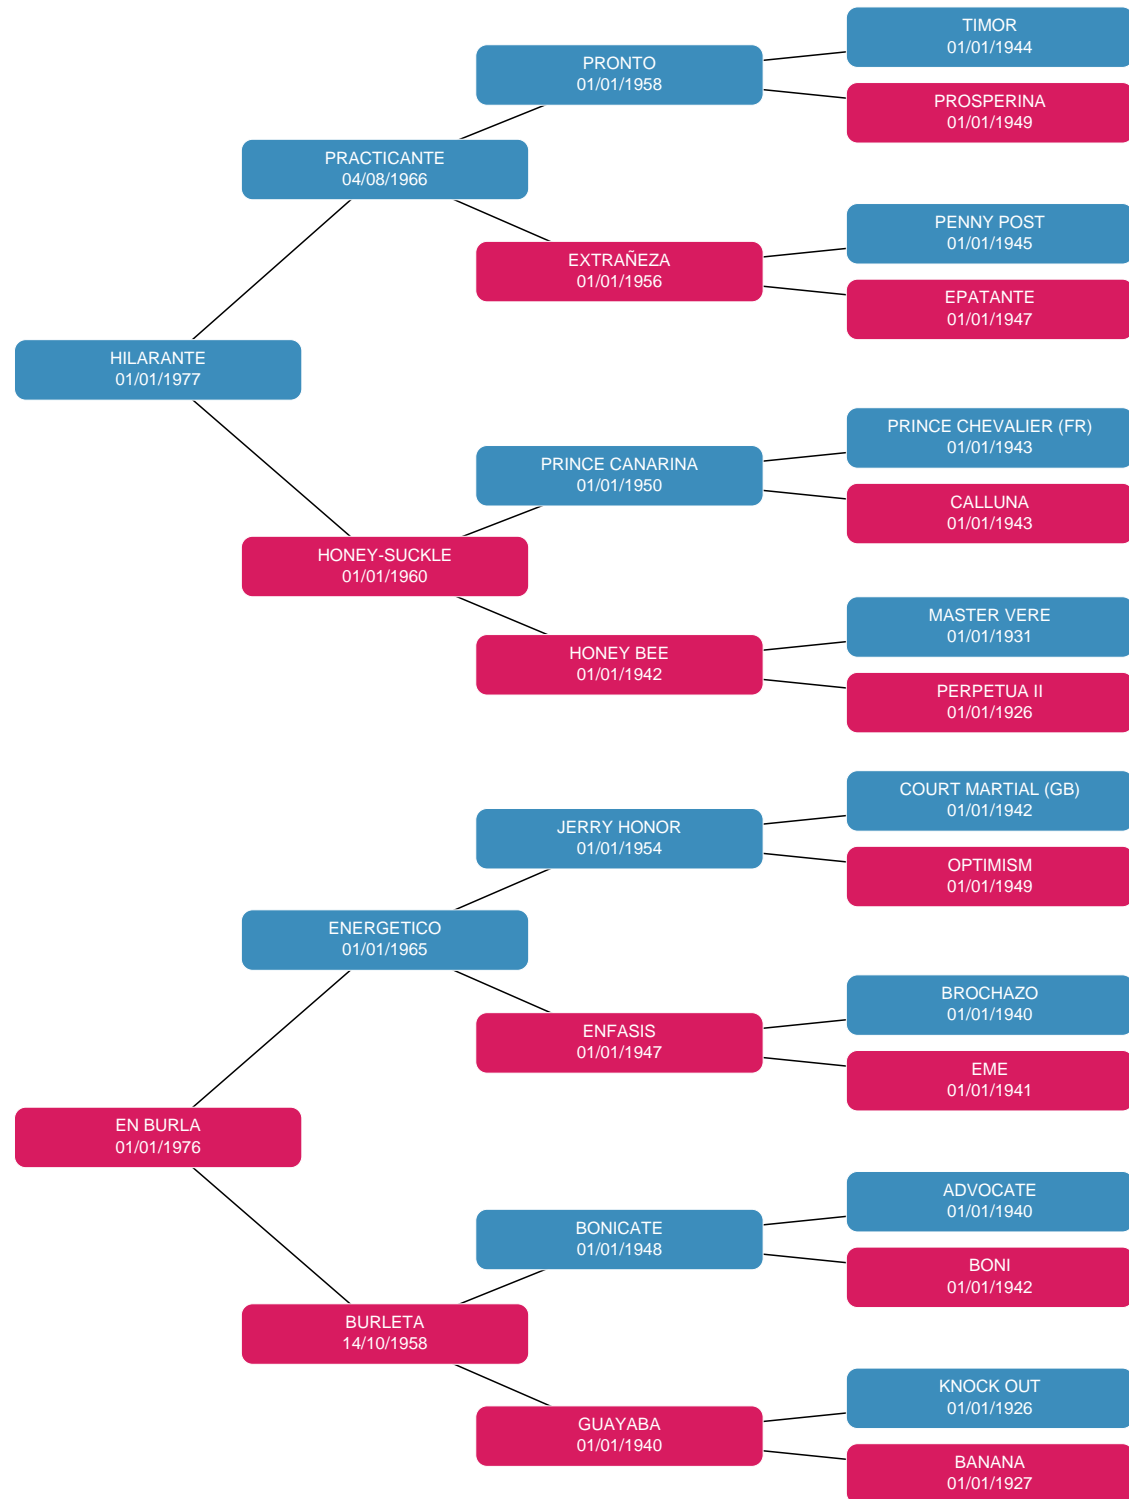 TIMOR
01/01/1944
PRONTO
01/01/1958
PROSPERINA
01/01/1949
PRACTICANTE
04/08/1966
PENNY POST
01/01/1945
EXTRAÑEZA
01/01/1956
EPATANTE
01/01/1947
HILARANTE
01/01/1977
PRINCE CHEVALIER (FR)
01/01/1943
PRINCE CANARINA
01/01/1950
CALLUNA
01/01/1943
HONEY-SUCKLE
01/01/1960
MASTER VERE
01/01/1931
HONEY BEE
01/01/1942
PERPETUA II
01/01/1926
COURT MARTIAL (GB)
01/01/1942
JERRY HONOR
01/01/1954
OPTIMISM
01/01/1949
ENERGETICO
01/01/1965
BROCHAZO
01/01/1940
ENFASIS
01/01/1947
EME
01/01/1941
EN BURLA
01/01/1976
ADVOCATE
01/01/1940
BONICATE
01/01/1948
BONI
01/01/1942
BURLETA
14/10/1958
KNOCK OUT
01/01/1926
GUAYABA
01/01/1940
BANANA
01/01/1927